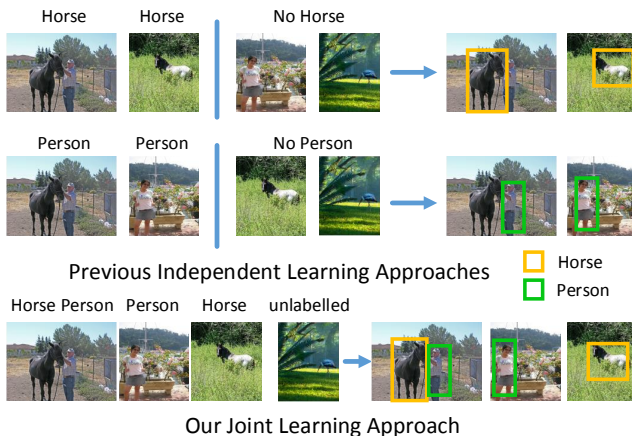 Horse Horse No Horse
Person Person No Person
Previous Independent Learning Approaches
Horse
Person
Horse Person Person Horse unlabelled
Our Joint Learning Approach